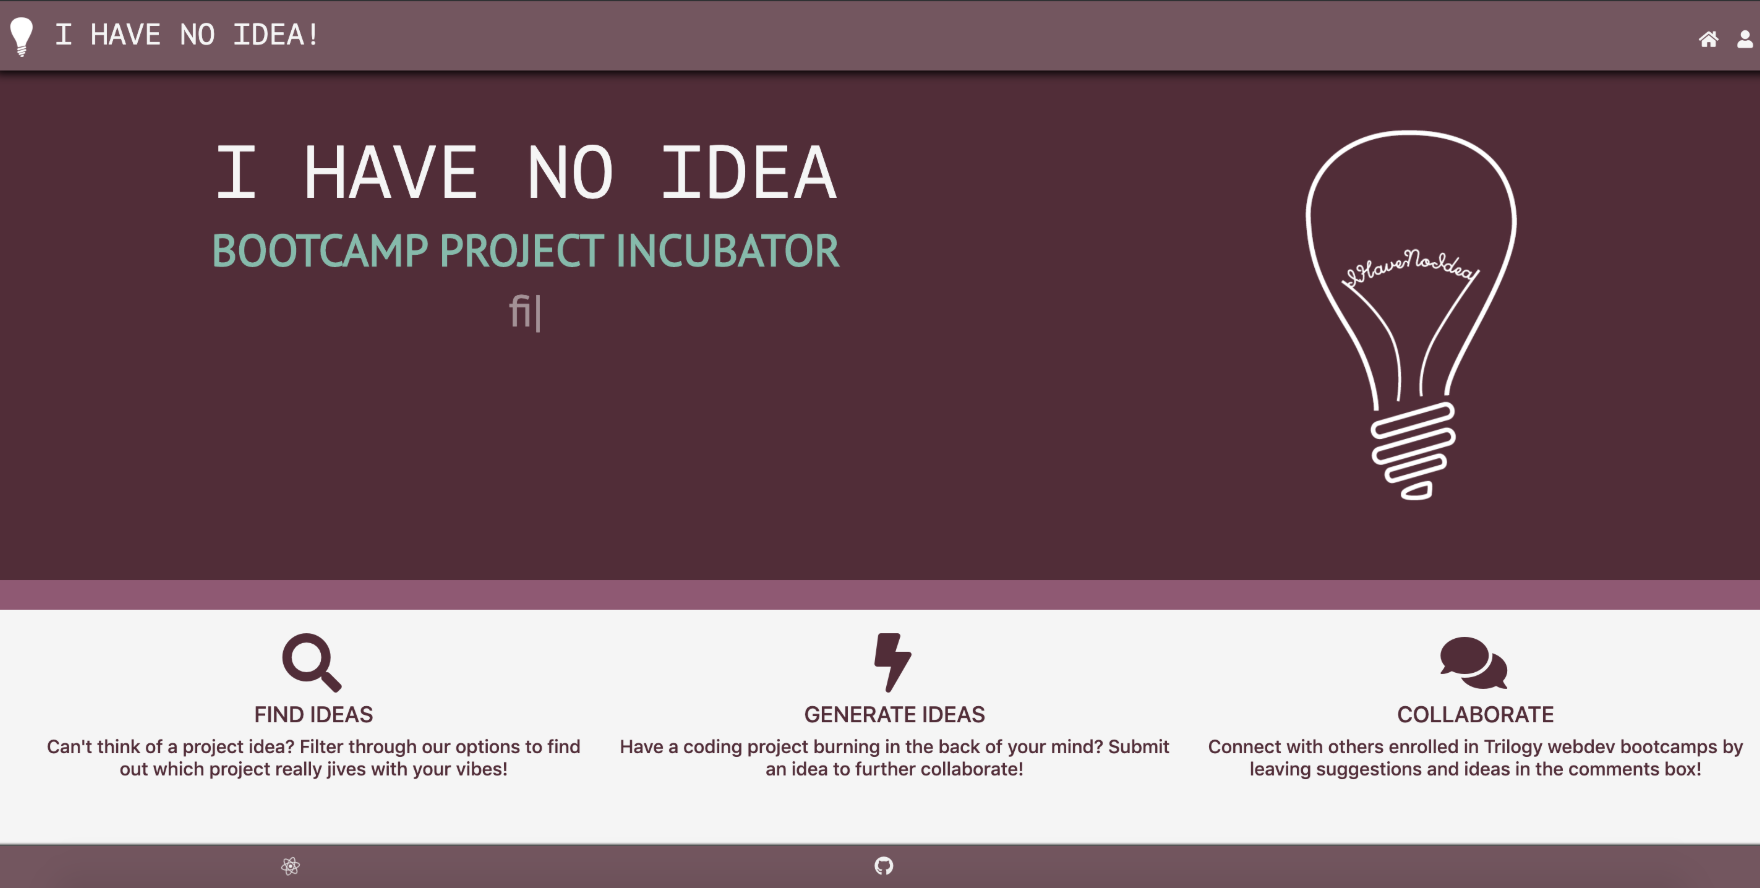 I HAVE NO IDEA!
I HAVE NO IDEA
BOOTCAMP PROJECT INCUBATOR
fi|
IHaveNoIdea
FIND IDEAS
Can't think of a project idea? Filter through our options to find
out which project really jives with your vibes!
GENERATE IDEAS
Have a coding project burning in the back of your mind? Submit
an idea to further collaborate!
COLLABORATE
Connect with others enrolled in Trilogy webdev bootcamps by
leaving suggestions and ideas in the comments box!